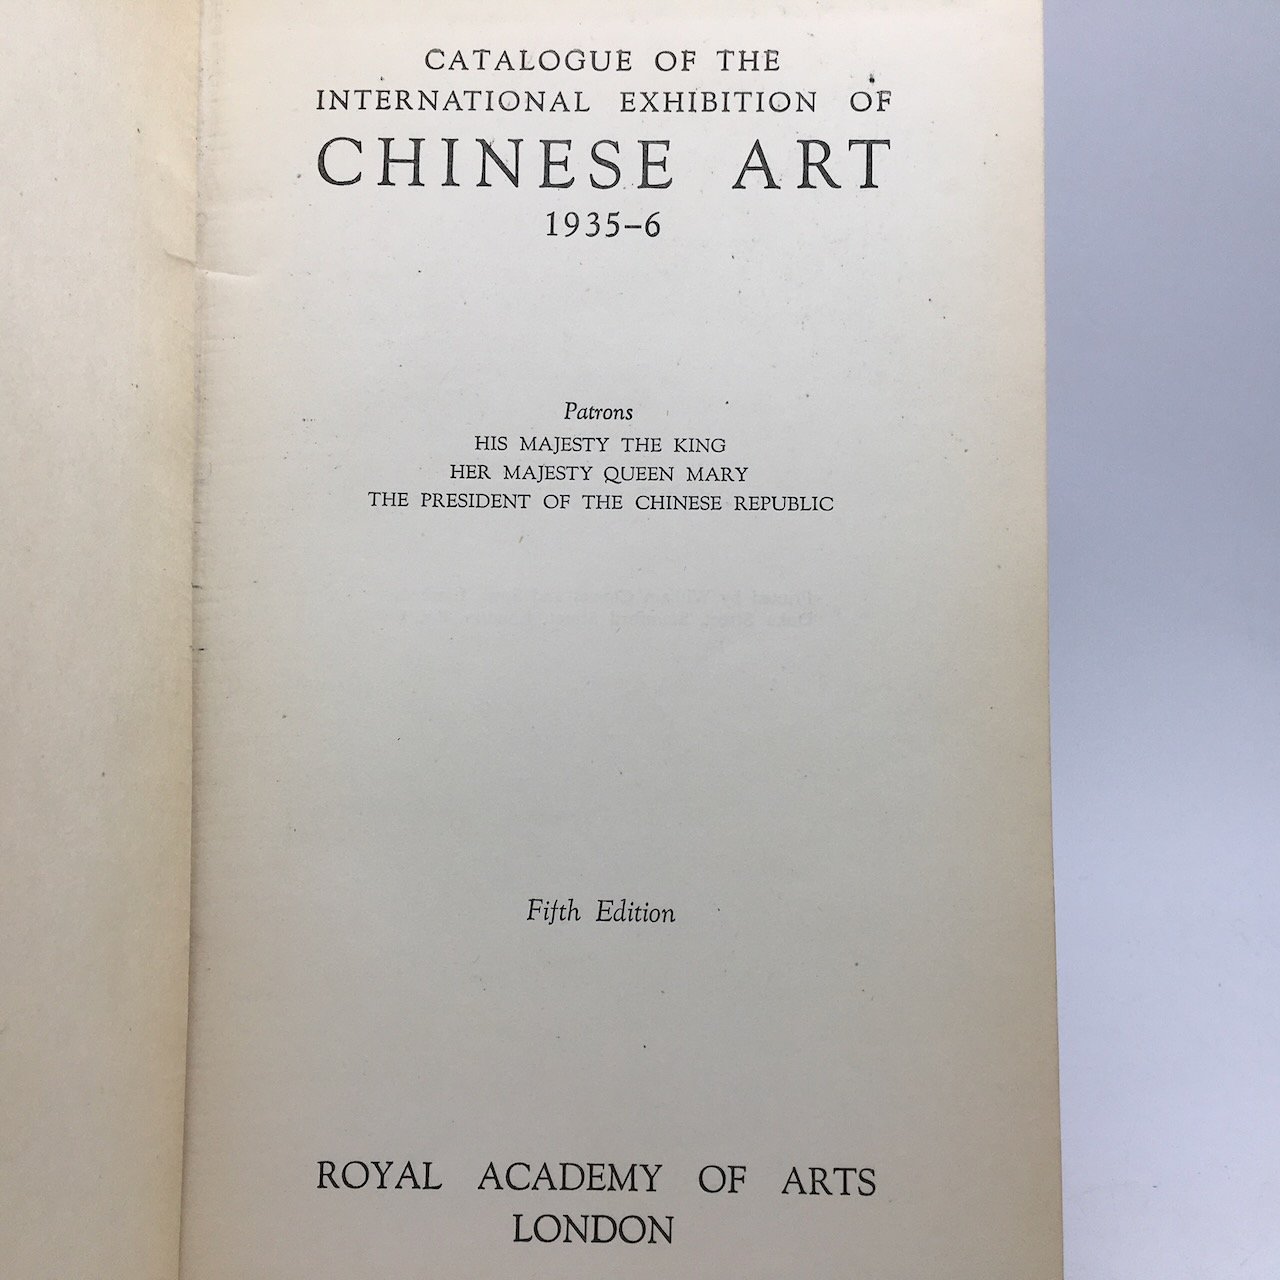 CATALOGUE OF THE
INTERNATIONAL EXHIBITION OF
CHINESE ART
1935–6
Patrons
HIS MAJESTY THE KING
HER MAJESTY QUEEN MARY
THE PRESIDENT OF THE CHINESE REPUBLIC
Fifth Edition
ROYAL ACADEMY OF ARTS
LONDON